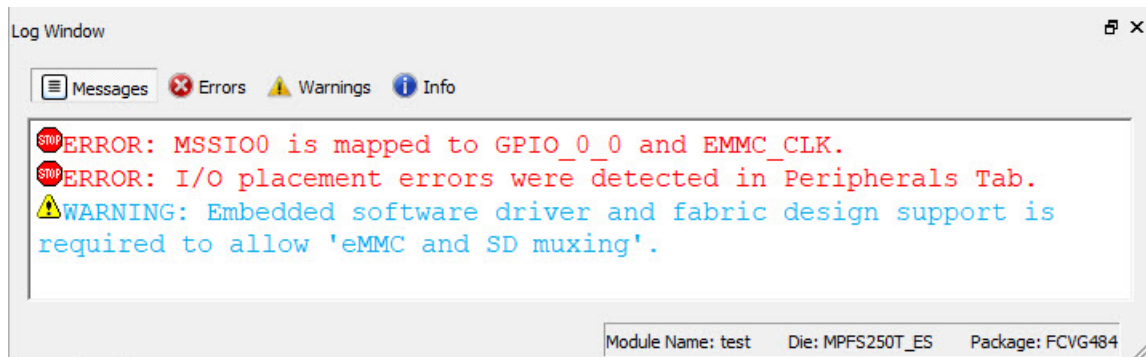 Log Window
Messages Errors Warnings Info
STOP ERROR: MSSIO0 is mapped to GPIO_0_0 and EMMC_CLK.
STOP ERROR: I/O placement errors were detected in Peripherals Tab.
WARNING: Embedded software driver and fabric design support is
required to allow 'eMMC and SD muxing'.
Module Name: test Die: MPFS250T_ES Package: FCVG484